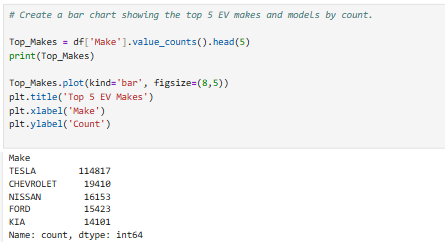 # Create a bar chart showing the top 5 EV makes and models by count.
Top_Makes = df['Make'].value_counts().head(5)
print(Top_Makes)
Top_Makes.plot(kind='bar', figsize=(8,5))
plt.title('Top 5 EV Makes')
plt.xlabel('Make')
plt.ylabel('Count')
Make
TESLA 114817
CHEVROLET 19410
NISSAN 16153
FORD 15423
KIA 14101
Name: count, dtype: int64